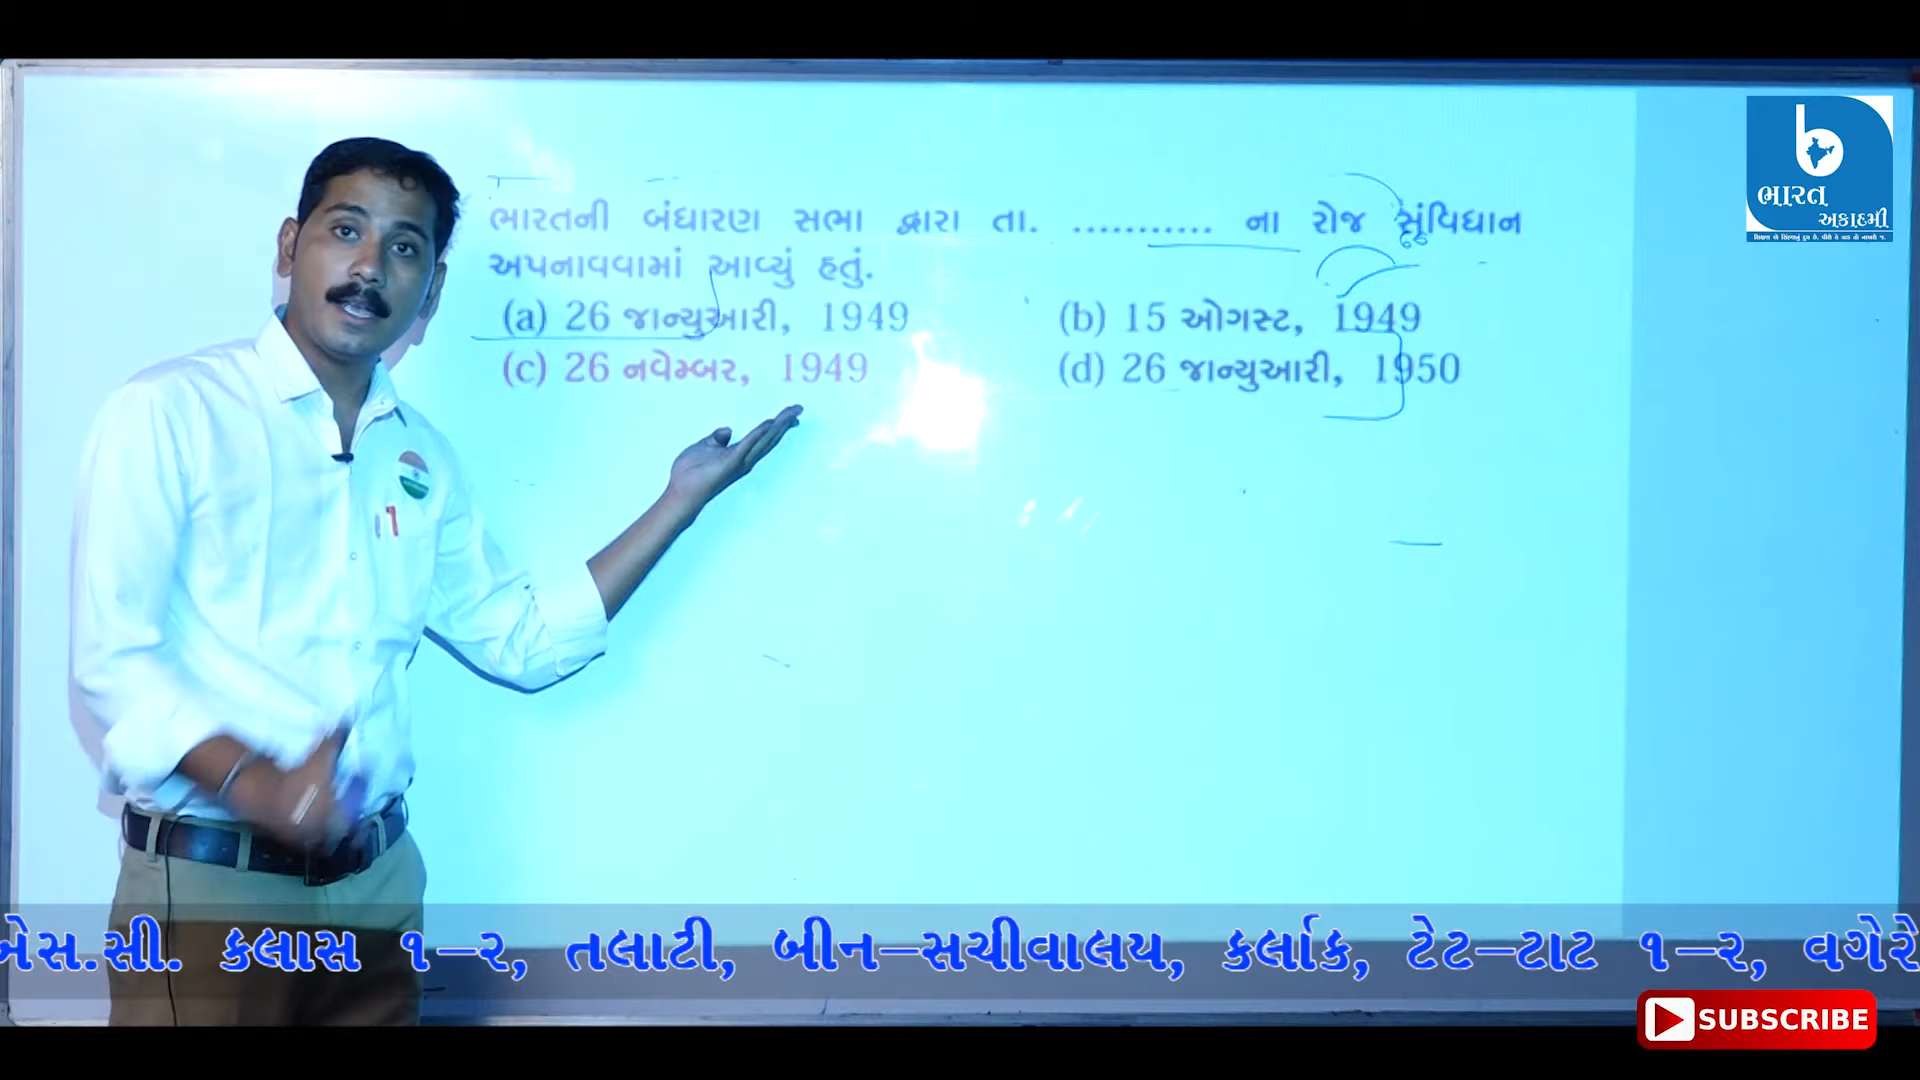 ભારતની બંધારણ સભા દ્વારા તા. ............ ના રોજ સંવિધાન
અપનાવવામાં આવ્યું હતું.
(a) 26 જાન્યુઆરી, 1949 (b) 15 ઓગસ્ટ, 1949
(c) 26 નવેમ્બર, 1949 (d) 26 જાન્યુઆરી, 1950
b
ભારત
અકાદમી
એસ.સી. કલાસ ૧–૨, તલાટી, બીન–સચીવાલય, કર્લાક, ટેટ–ટાટ ૧–૨, વગેરે
SUBSCRIBE